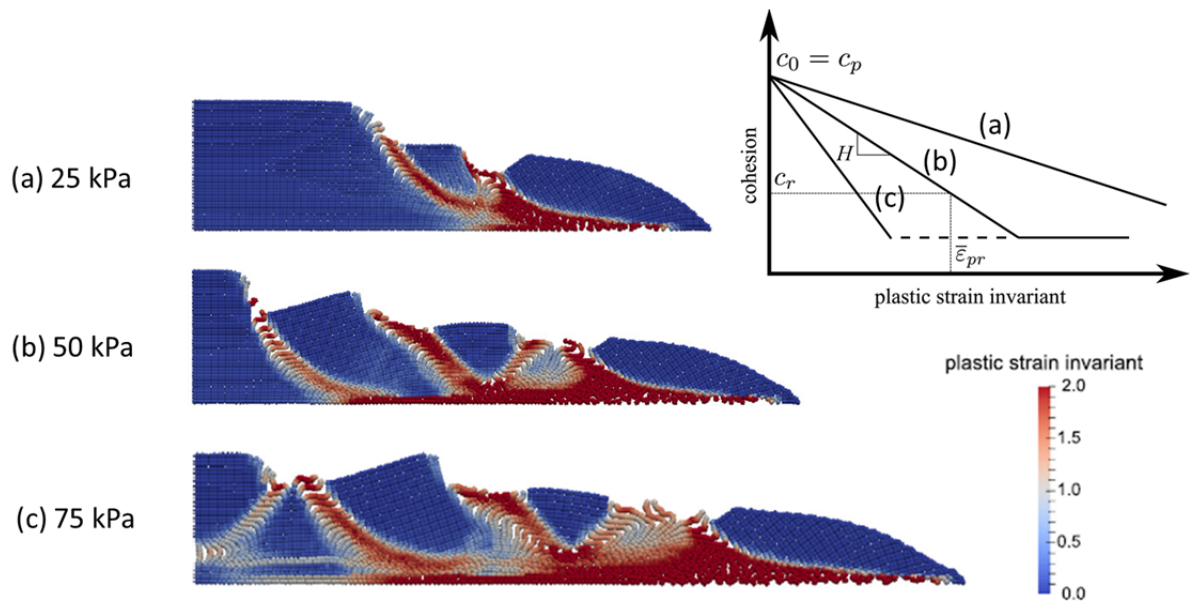 (a) 25 kPa
(b) 50 kPa
(c) 75 kPa
c₀ = cₚ
(a)
H
(b)
cᵣ
(c)
ε̅ₚᵣ
cohesion
plastic strain invariant
plastic strain invariant
2.0
1.5
1.0
0.5
0.0